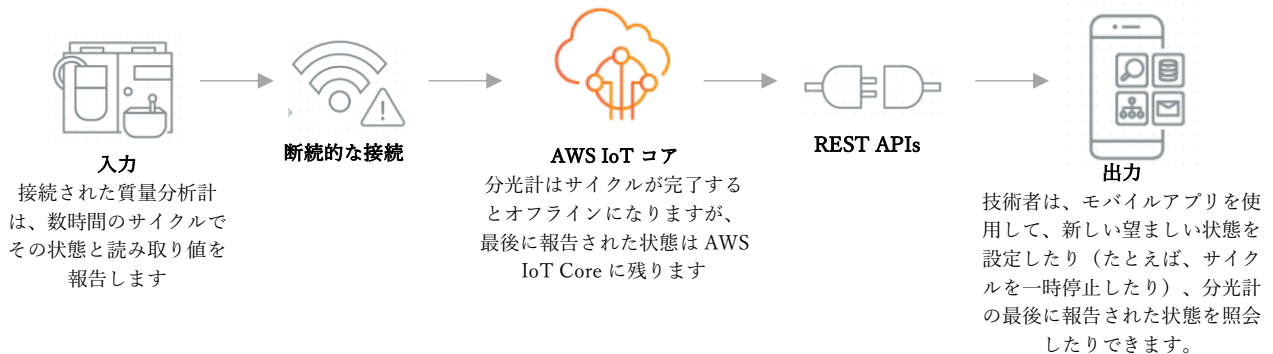 入力
接続された質量分析計
は、数時間のサイクルで
その状態と読み取り値を
報告します
断続的な接続
AWS IoT コア
分光計はサイクルが完了する
とオフラインになりますが、
最後に報告された状態は AWS
IoT Core に残ります
REST APIs
出力
技術者は、モバイルアプリを使
用して、新しい望ましい状態を
設定したり（たとえば、サイク
ルを一時停止したり）、分光計
の最後に報告された状態を照会
したりできます。